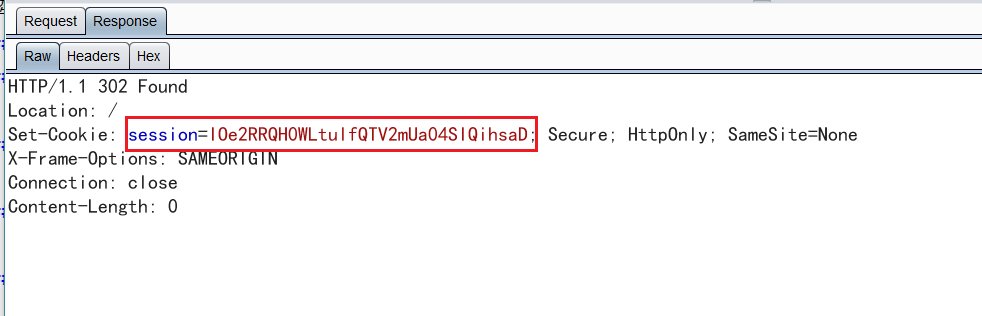 Request Response
Raw Headers Hex
HTTP/1.1 302 Found
Location: /
Set-Cookie: session=IOe2RRQHOWLtulfQTV2mUaO4SlQihsaD; Secure; HttpOnly; SameSite=None
X-Frame-Options: SAMEORIGIN
Connection: close
Content-Length: 0